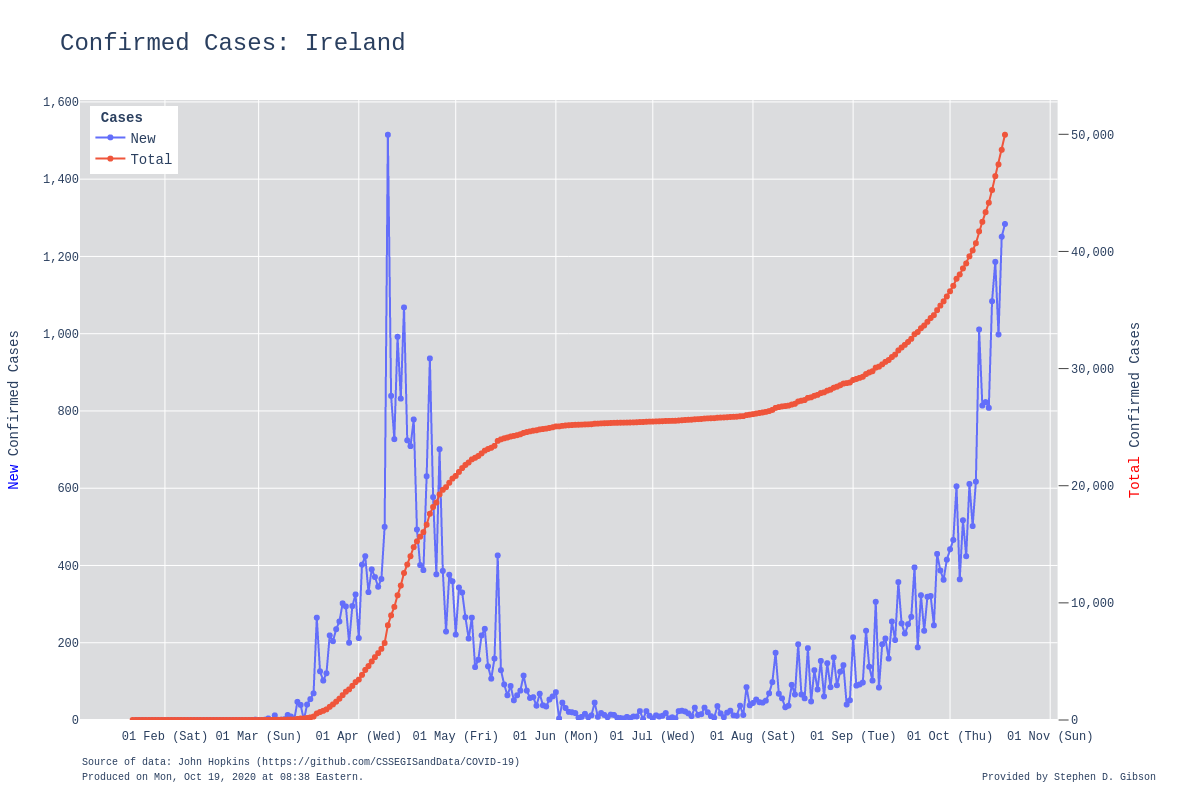 Confirmed Cases: Ireland
Cases
New
Total
1,600
1,400
1,200
1,000
800
600
400
200
0
New Confirmed Cases
50,000
40,000
30,000
20,000
10,000
0
Total Confirmed Cases
01 Feb (Sat) 01 Mar (Sun) 01 Apr (Wed) 01 May (Fri) 01 Jun (Mon) 01 Jul (Wed) 01 Aug (Sat) 01 Sep (Tue) 01 Oct (Thu) 01 Nov (Sun)
Source of data: John Hopkins (https://github.com/CSSEGISandData/COVID-19)
Produced on Mon, Oct 19, 2020 at 08:38 Eastern.
Provided by Stephen D. Gibson